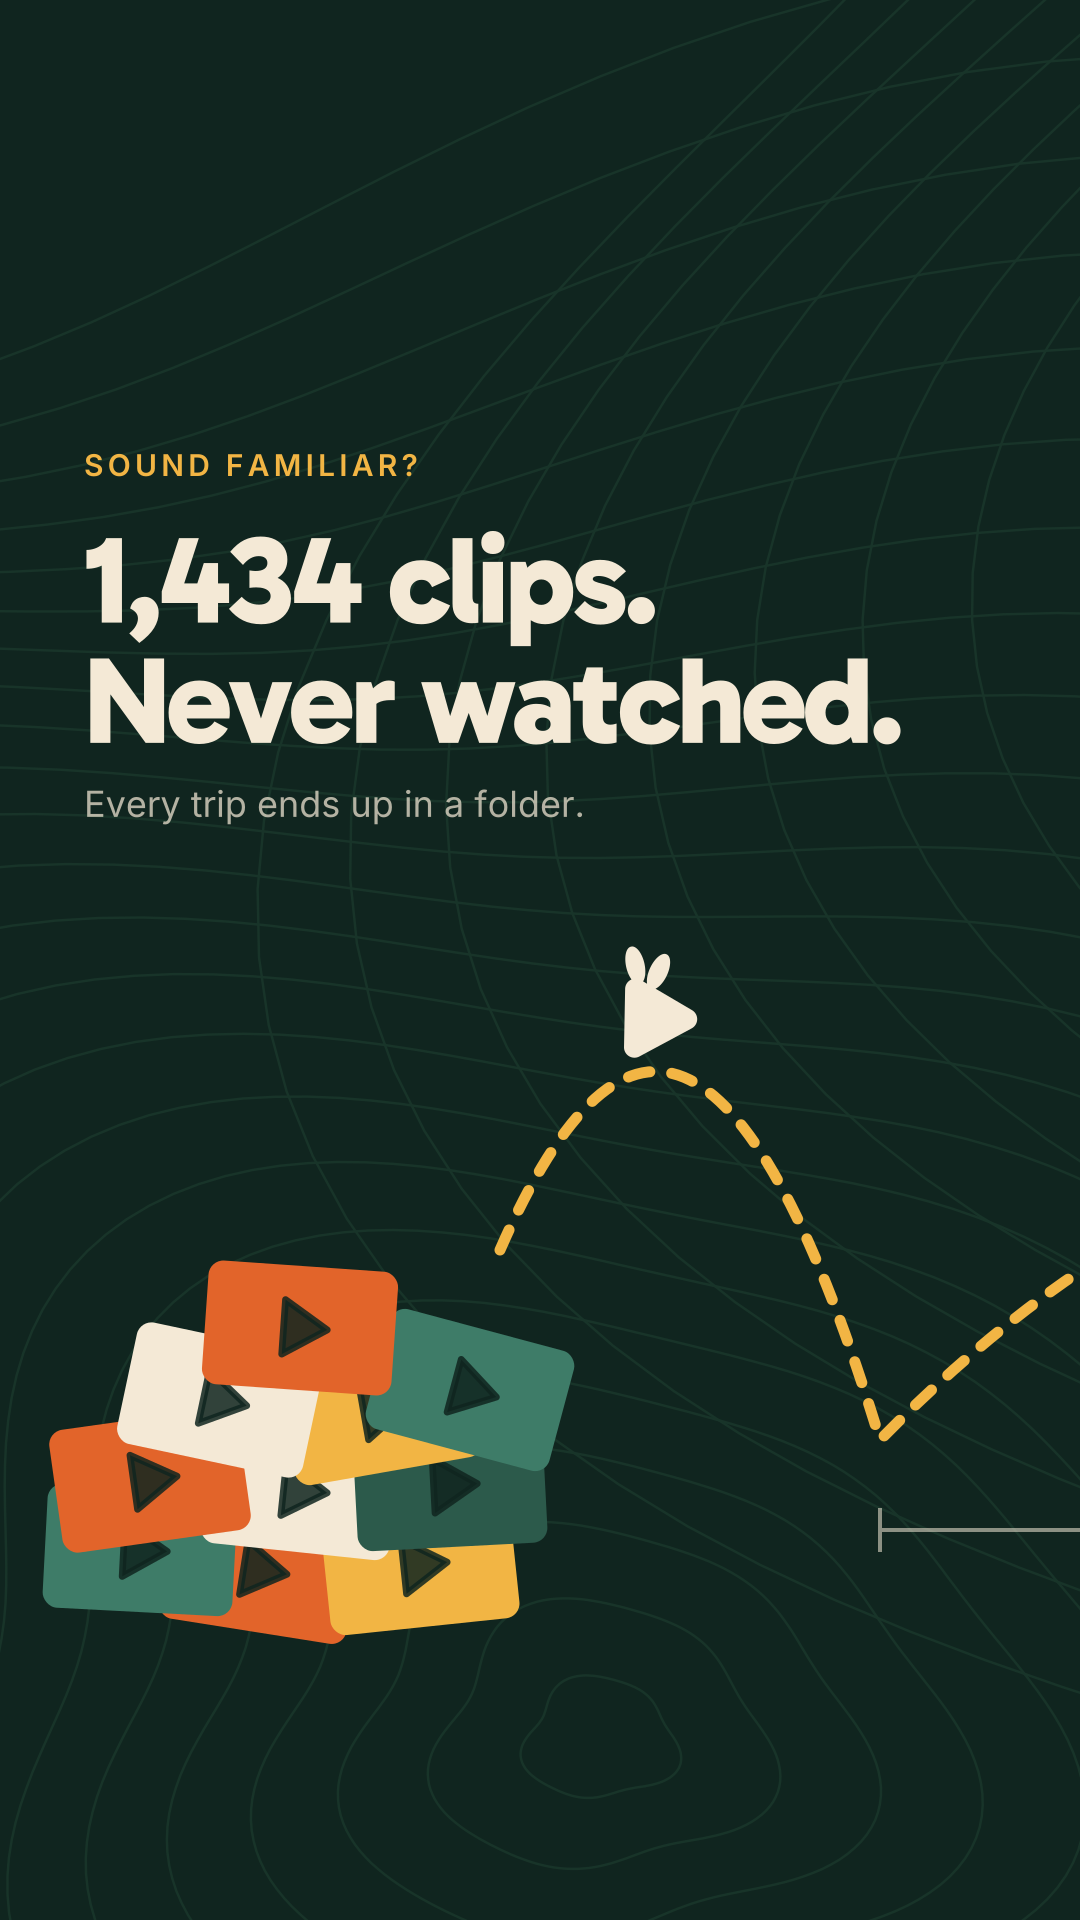 SOUND FAMILIAR?
1,434 clips.
Never watched.
Every trip ends up in a folder.